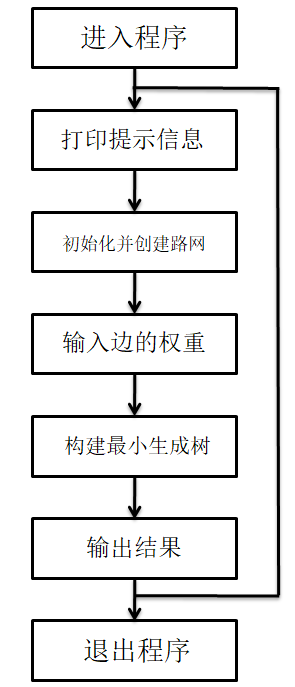 进入程序
打印提示信息
初始化并创建路网
输入边的权重
构建最小生成树
输出结果
退出程序